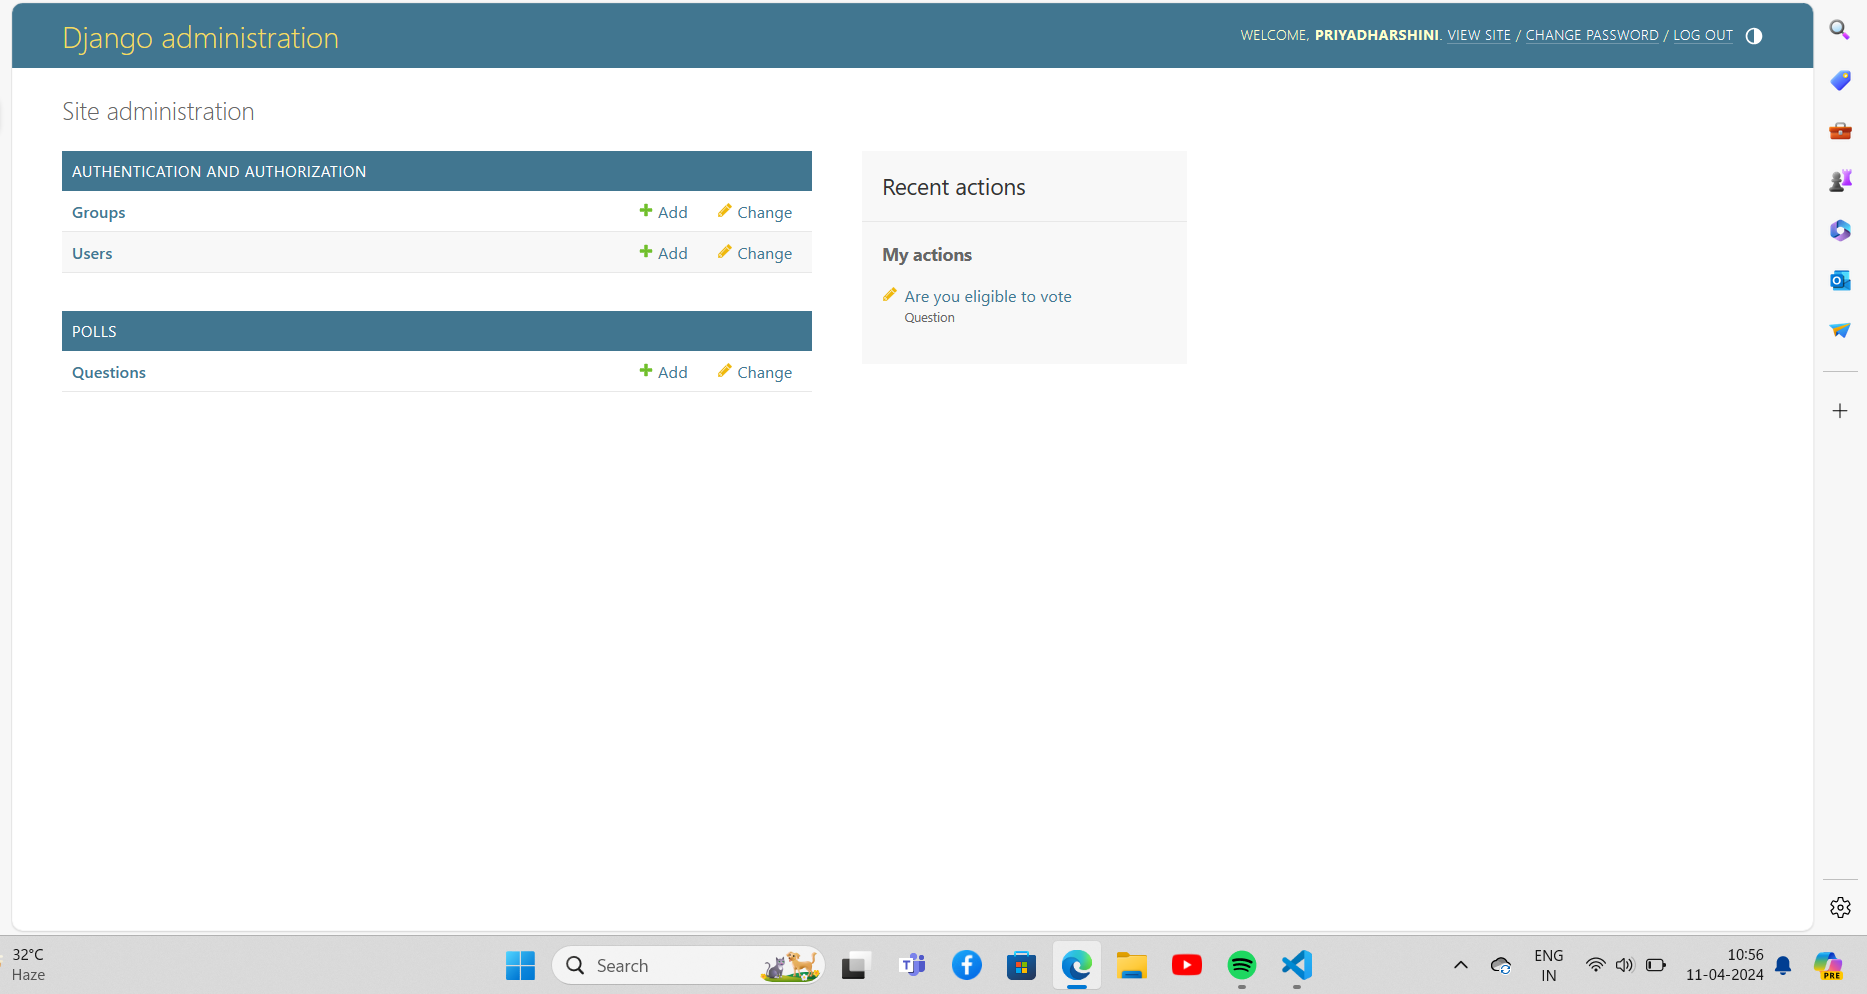 Django administration
WELCOME, PRIYADHARSHINI. VIEW SITE / CHANGE PASSWORD / LOG OUT
Site administration
AUTHENTICATION AND AUTHORIZATION
Groups Add Change
Users Add Change
POLLS
Questions Add Change
Recent actions
My actions
Are you eligible to vote
Question
32°C
Haze
Search
ENG
IN
10:56
11-04-2024
PRE